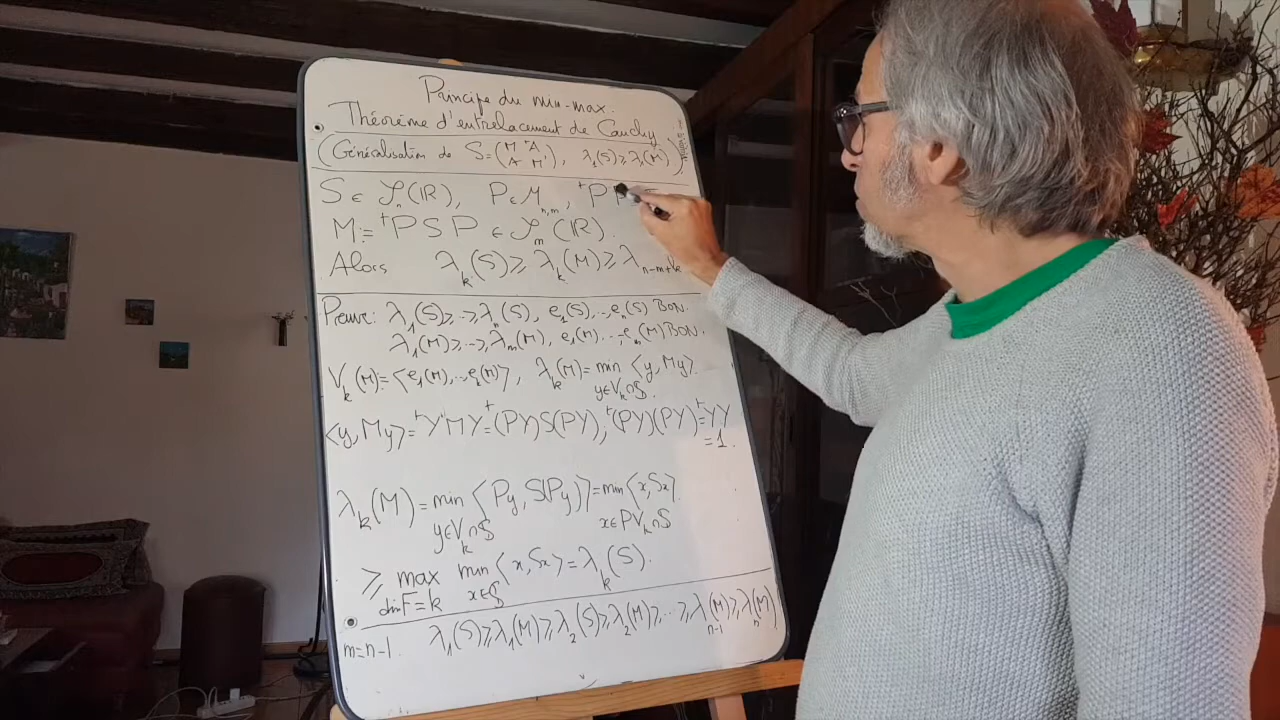 Principe du min-max.
Théorème d'entrelacement de Cauchy
(Généralisation de S=(M ᵗA / A M'), λ₁(S)≥λ₁(M))
S ∈ 𝒮ₙ(ℝ), P∈ℳₙ,ₘ, ᵗP P
M:= ᵗP S P ∈ 𝒮ₘ(ℝ).
Alors λₖ(S)≥λₖ(M)≥λₙ₋ₘ₊ₖ
Preuve: λ₁(S)≥..≥λₙ(S), e₁(S),..,eₙ(S) BON.
λ₁(M)≥..≥λₘ(M), e₁(M),..,eₘ(M) BON.
Vₖ(M)=⟨e₁(M),..,eₖ(M)⟩, λₖ(M)= min ⟨y, My⟩.
y∈Vₖ∩S
⟨y, My⟩=ᵗYMY=ᵗ(PY)S(PY), ᵗ(PY)(PY)=ᵗYY
=1.
λₖ(M)= min ⟨Py, S(Py)⟩= min ⟨x, Sx⟩
y∈Vₖ∩S x∈PVₖ∩S
≥ max min ⟨x, Sx⟩=λₖ(S).
dim F=k x∈S
m=n-1. λ₁(S)≥λ₁(M)≥λ₂(S)≥λ₂(M)≥...≥λₙ₋₁(M)≥λₙ(M)